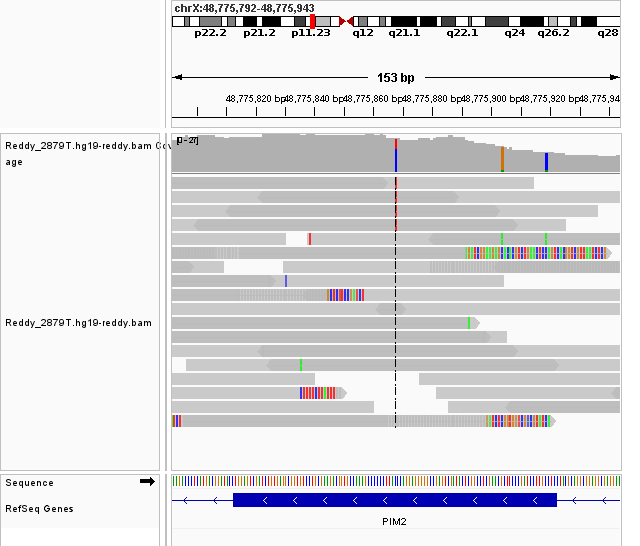 chrX:48,775,792-48,775,943
p22.2 p21.2 p11.23 q12 q21.1 q22.1 q24 q26.2 q28
153 bp
48,775,820 bp 48,775,840 bp 48,775,860 bp 48,775,880 bp 48,775,900 bp 48,775,920 bp 48,775,94
Reddy_2879T.hg19-reddy.bam Cov
age
[0 - 27]
Reddy_2879T.hg19-reddy.bam
Sequence
RefSeq Genes
PIM2